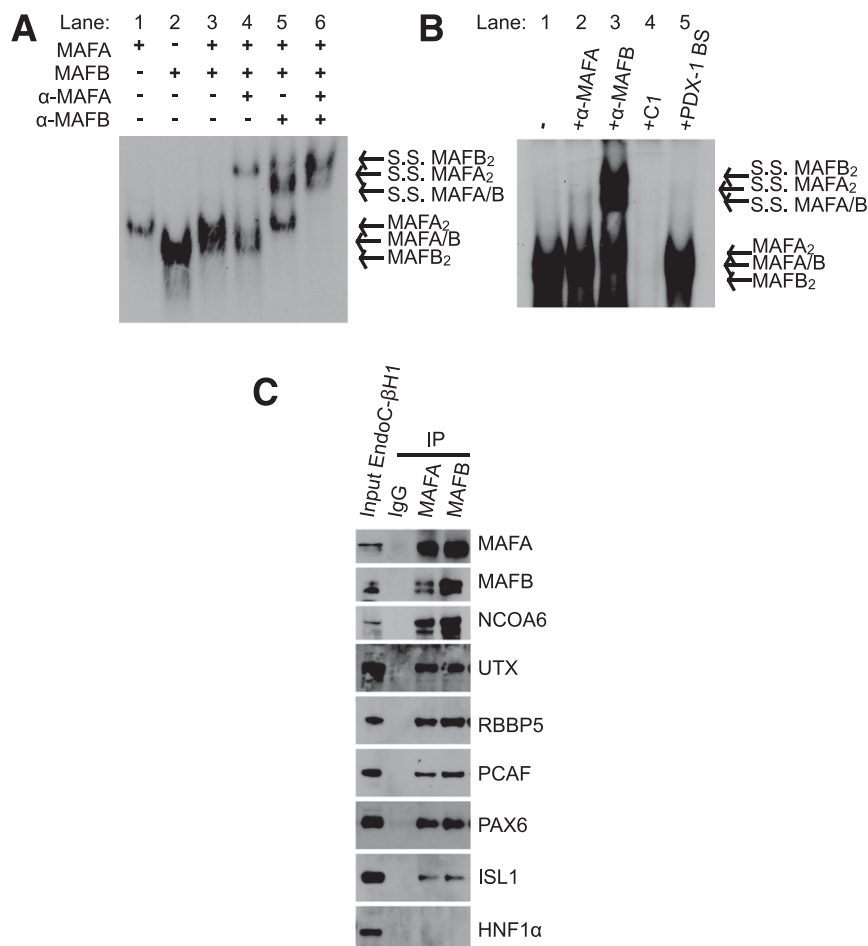 A
Lane: 1 2 3 4 5 6
MAFA + - + + + +
MAFB - + + + + +
α-MAFA - - - + - +
α-MAFB - - - - + +
S.S. MAFB₂
S.S. MAFA₂
S.S. MAFA/B
MAFA₂
MAFA/B
MAFB₂
B
Lane: 1 2 3 4 5
- +α-MAFA +α-MAFB +C1 +PDX-1 BS
S.S. MAFB₂
S.S. MAFA₂
S.S. MAFA/B
MAFA₂
MAFA/B
MAFB₂
C
Input EndoC-βH1
IgG
IP
MAFA
MAFB
MAFA
MAFB
NCOA6
UTX
RBBP5
PCAF
PAX6
ISL1
HNF1α